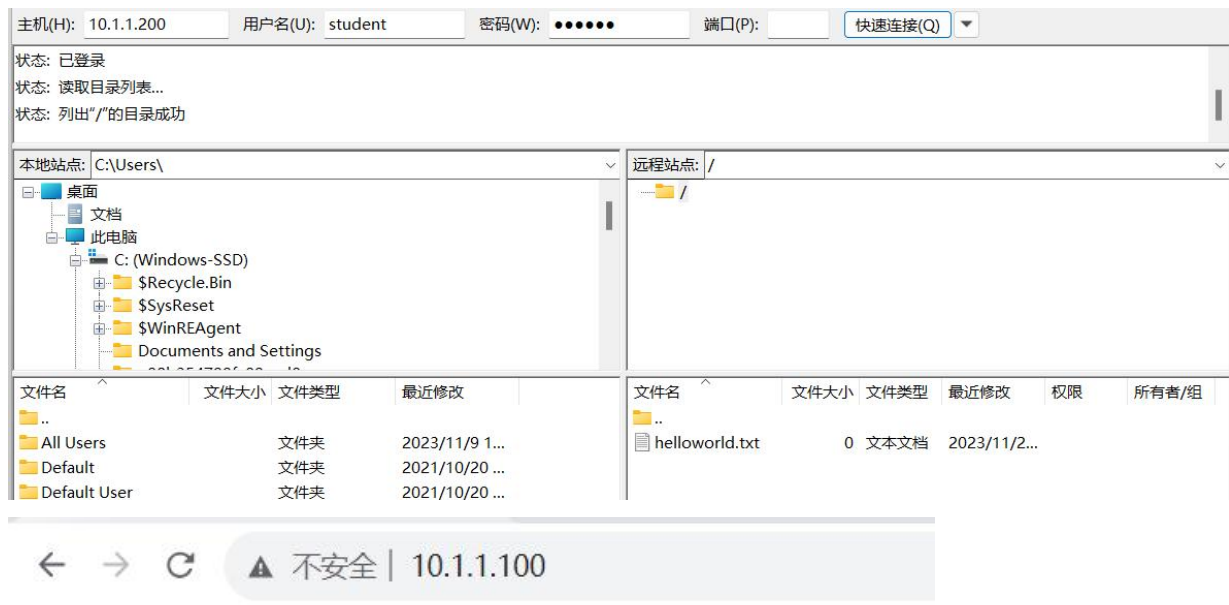 主机(H): 10.1.1.200 用户名(U): student 密码(W): ●●●●●● 端口(P): 快速连接(Q)
状态: 已登录
状态: 读取目录列表...
状态: 列出“/”的目录成功
本地站点: C:\Users\
桌面
文档
此电脑
C: (Windows-SSD)
$Recycle.Bin
$SysReset
$WinREAgent
Documents and Settings
远程站点: /
/
文件名 文件大小 文件类型 最近修改
..
All Users 文件夹 2023/11/9 1...
Default 文件夹 2021/10/20 ...
Default User 文件夹 2021/10/20 ...
文件名 文件大小 文件类型 最近修改 权限 所有者/组
..
helloworld.txt 0 文本文档 2023/11/2...
不安全 | 10.1.1.100